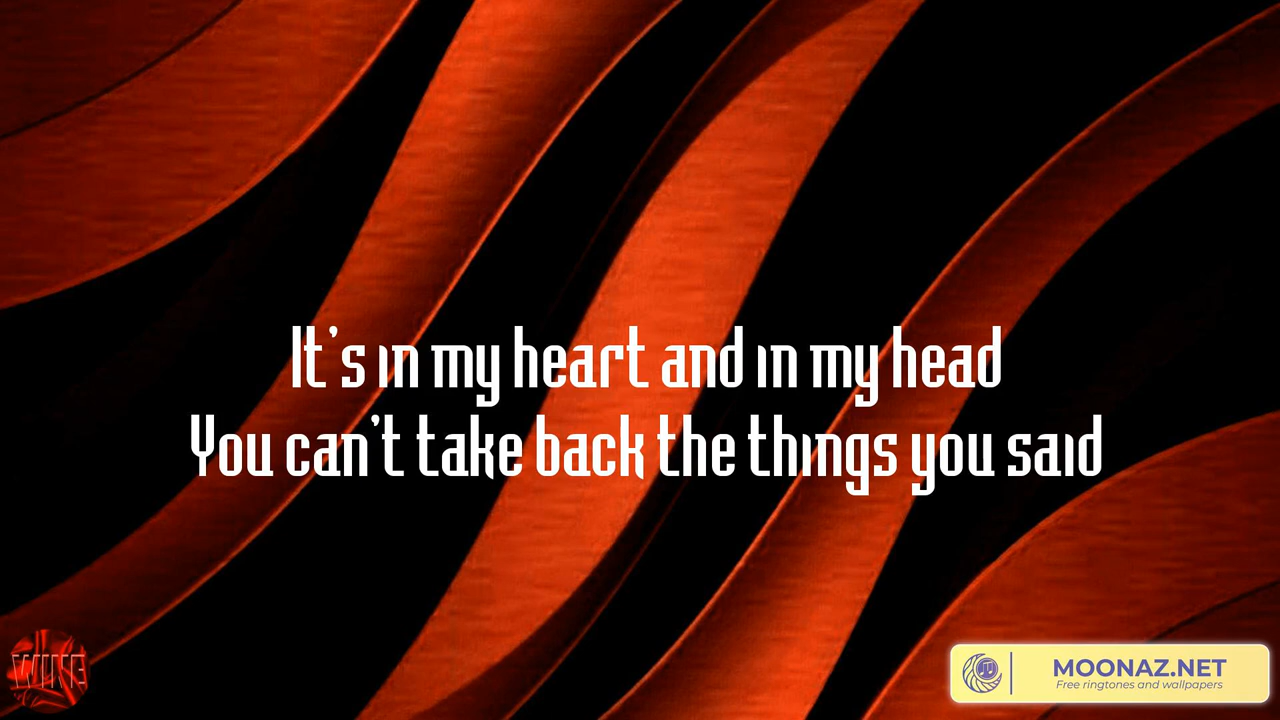 It's in my heart and in my head
You can't take back the things you said
WINE
MOONAZ.NET
Free ringtones and wallpapers